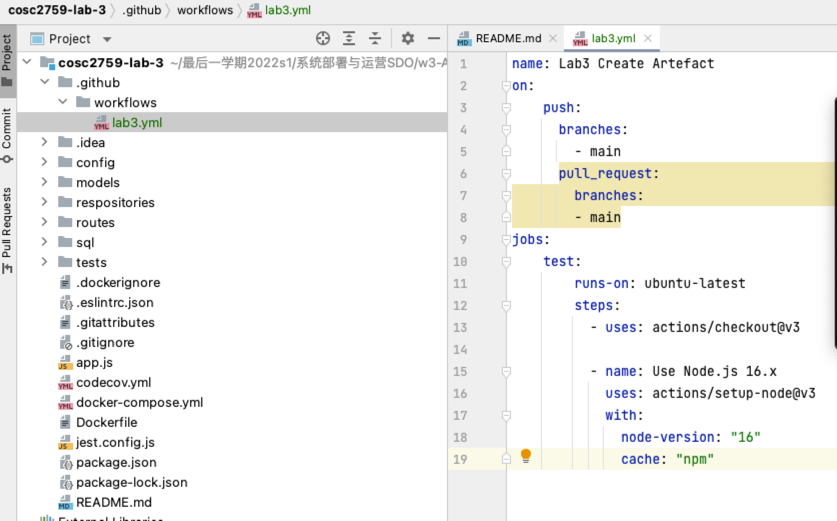 cosc2759-lab-3 〉 .github 〉 workflows 〉 lab3.yml
Project
Commit
Pull Requests
Project
cosc2759-lab-3 ~/最后一学期2022s1/系统部署与运营SDO/w3-A
.github
workflows
lab3.yml
.idea
config
models
respositories
routes
sql
tests
.dockerignore
.eslintrc.json
.gitattributes
.gitignore
app.js
codecov.yml
docker-compose.yml
Dockerfile
jest.config.js
package.json
package-lock.json
README.md
README.md lab3.yml
1 name: Lab3 Create Artefact
2 on:
3 push:
4 branches:
5 - main
6 pull_request:
7 branches:
8 - main
9 jobs:
10 test:
11 runs-on: ubuntu-latest
12 steps:
13 - uses: actions/checkout@v3
14
15 - name: Use Node.js 16.x
16 uses: actions/setup-node@v3
17 with:
18 node-version: "16"
19 cache: "npm"